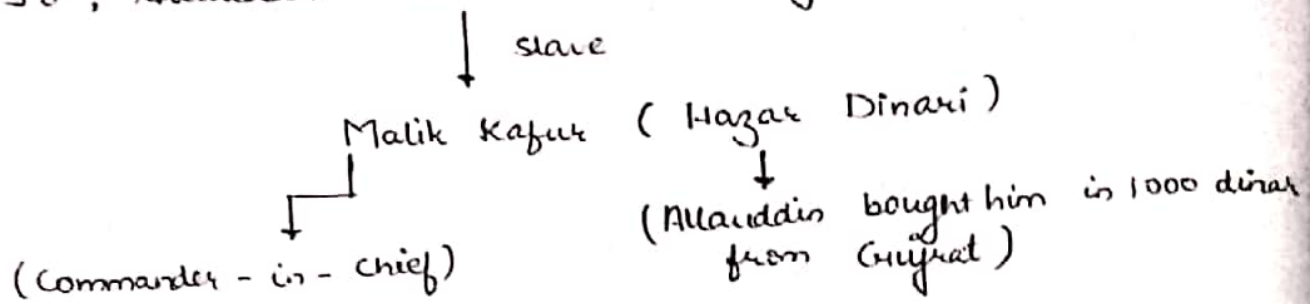 slave
Malik Kafur ( Hazar Dinari )
(Allauddin bought him in 1000 dinar
from Gujrat )
(Commander - in - chief)